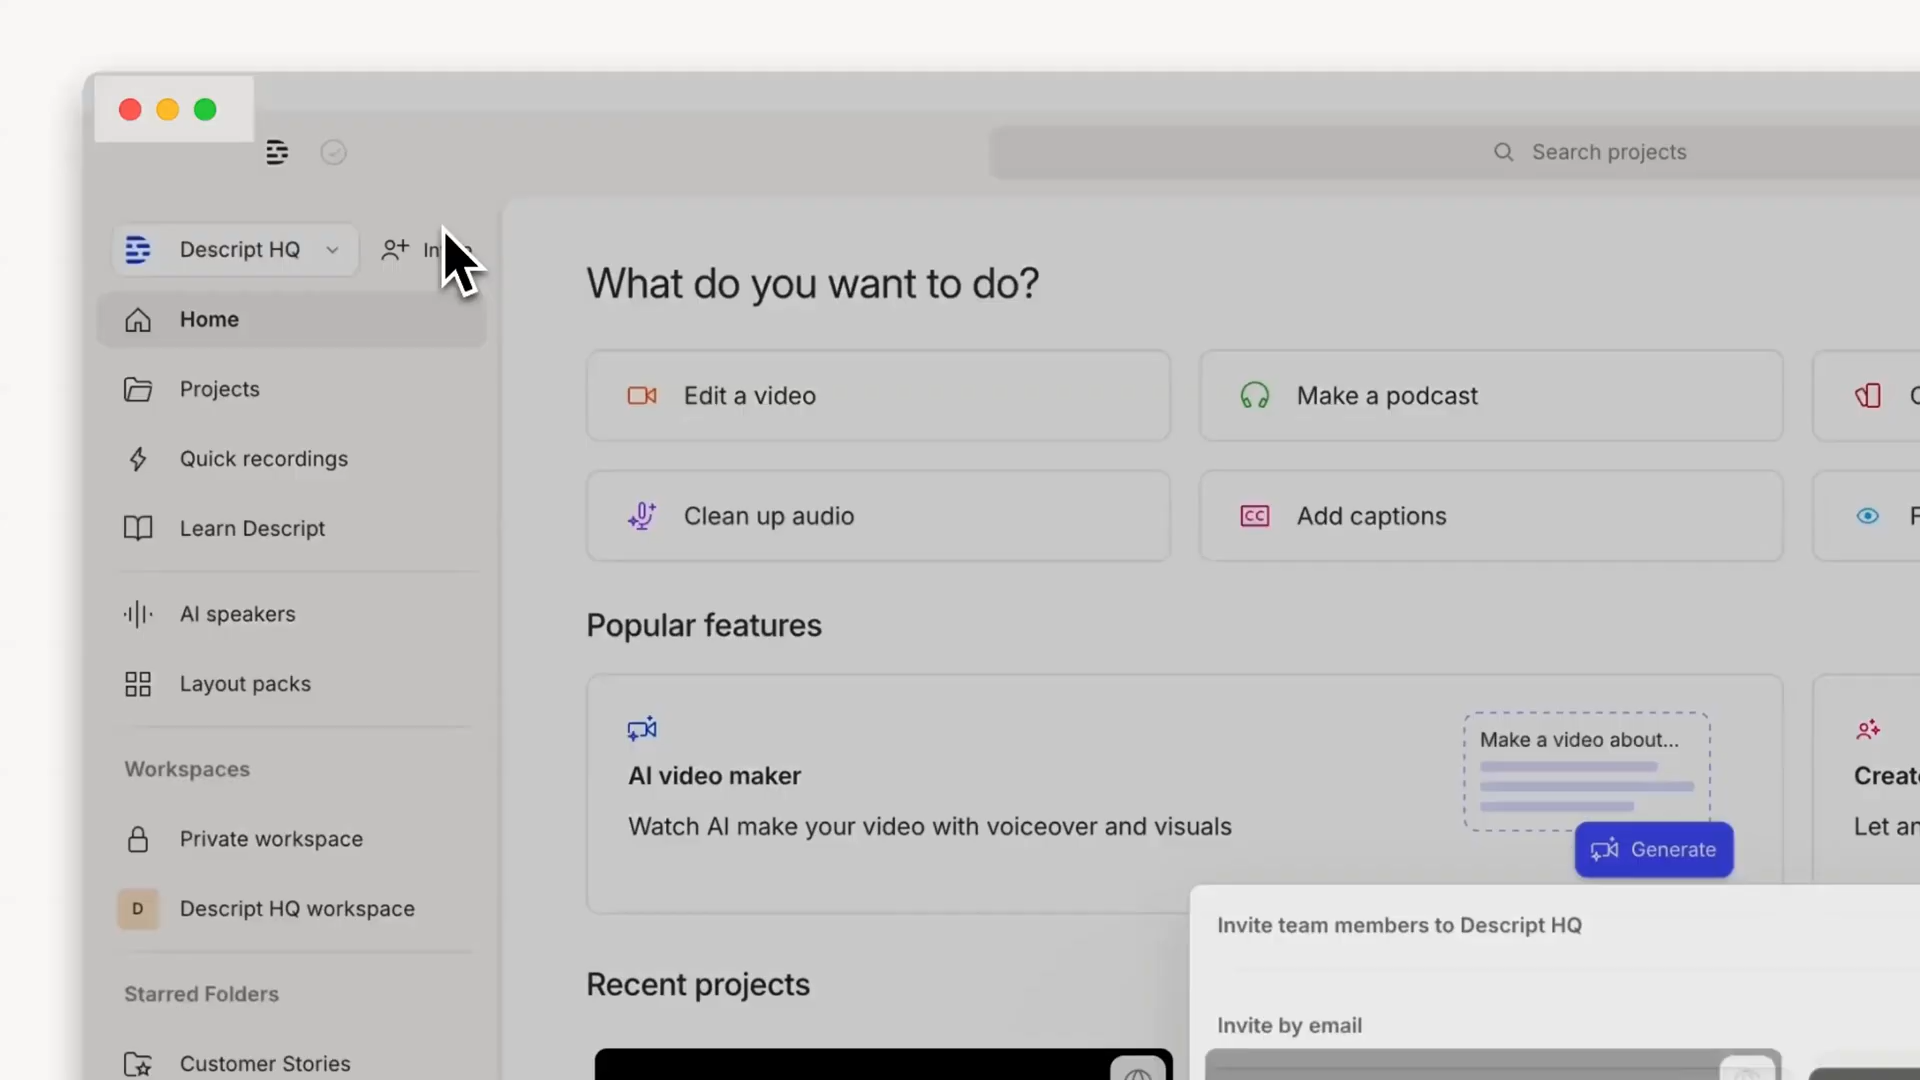 Search projects
Descript HQ
Home
Projects
Quick recordings
Learn Descript
AI speakers
Layout packs
Workspaces
Private workspace
D
Descript HQ workspace
Starred Folders
Customer Stories
What do you want to do?
Edit a video
Make a podcast
Clean up audio
CC
Add captions
Popular features
AI video maker
Watch AI make your video with voiceover and visuals
Make a video about...
Generate
Let
Recent projects
Invite team members to Descript HQ
Invite by email